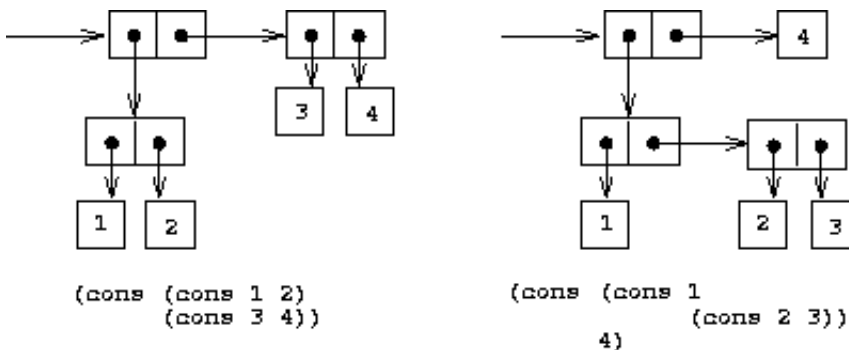 4
3 4
1 2
1 2 3
(cons (cons 1 2)
(cons 3 4))
(cons (cons 1
(cons 2 3))
4)